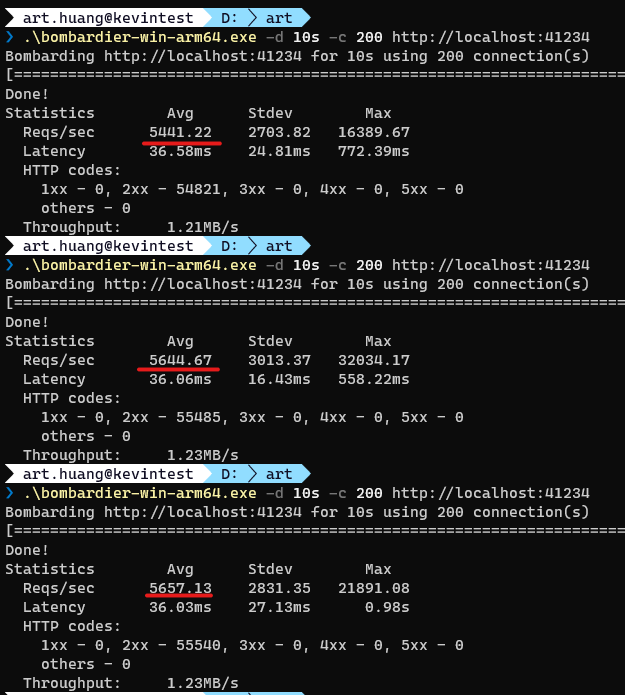 art.huang@kevintest D: art
❯ .\bombardier-win-arm64.exe -d 10s -c 200 http://localhost:41234
Bombarding http://localhost:41234 for 10s using 200 connection(s)
[====================================================================
Done!
Statistics        Avg      Stdev        Max
  Reqs/sec      5441.22    2703.82   16389.67
  Latency       36.58ms    24.81ms   772.39ms
  HTTP codes:
    1xx - 0, 2xx - 54821, 3xx - 0, 4xx - 0, 5xx - 0
    others - 0
  Throughput:     1.21MB/s
art.huang@kevintest D: art
❯ .\bombardier-win-arm64.exe -d 10s -c 200 http://localhost:41234
Bombarding http://localhost:41234 for 10s using 200 connection(s)
[====================================================================
Done!
Statistics        Avg      Stdev        Max
  Reqs/sec      5644.67    3013.37   32034.17
  Latency       36.06ms    16.43ms   558.22ms
  HTTP codes:
    1xx - 0, 2xx - 55485, 3xx - 0, 4xx - 0, 5xx - 0
    others - 0
  Throughput:     1.23MB/s
art.huang@kevintest D: art
❯ .\bombardier-win-arm64.exe -d 10s -c 200 http://localhost:41234
Bombarding http://localhost:41234 for 10s using 200 connection(s)
[====================================================================
Done!
Statistics        Avg      Stdev        Max
  Reqs/sec      5657.13    2831.35   21891.08
  Latency       36.03ms    27.13ms      0.98s
  HTTP codes:
    1xx - 0, 2xx - 55540, 3xx - 0, 4xx - 0, 5xx - 0
    others - 0
  Throughput:     1.23MB/s